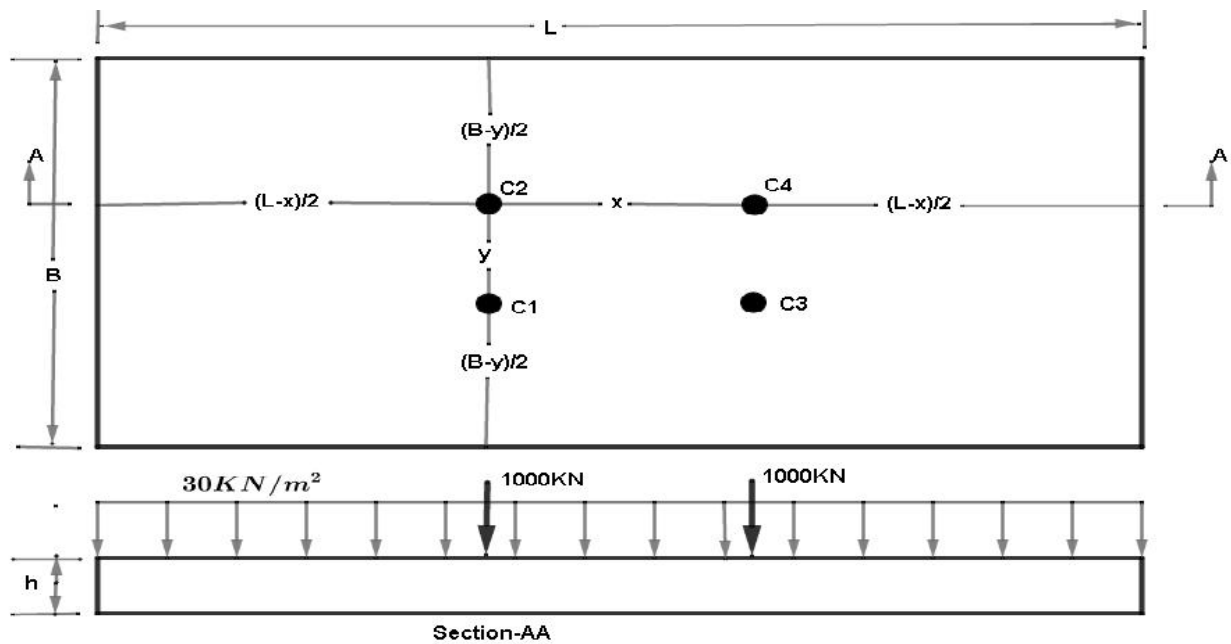 L
(B-y)/2
A A
C2 C4
(L-x)/2 x (L-x)/2
B y
C1 C3
(B-y)/2
30KN/m² 1000KN 1000KN
h
Section-AA